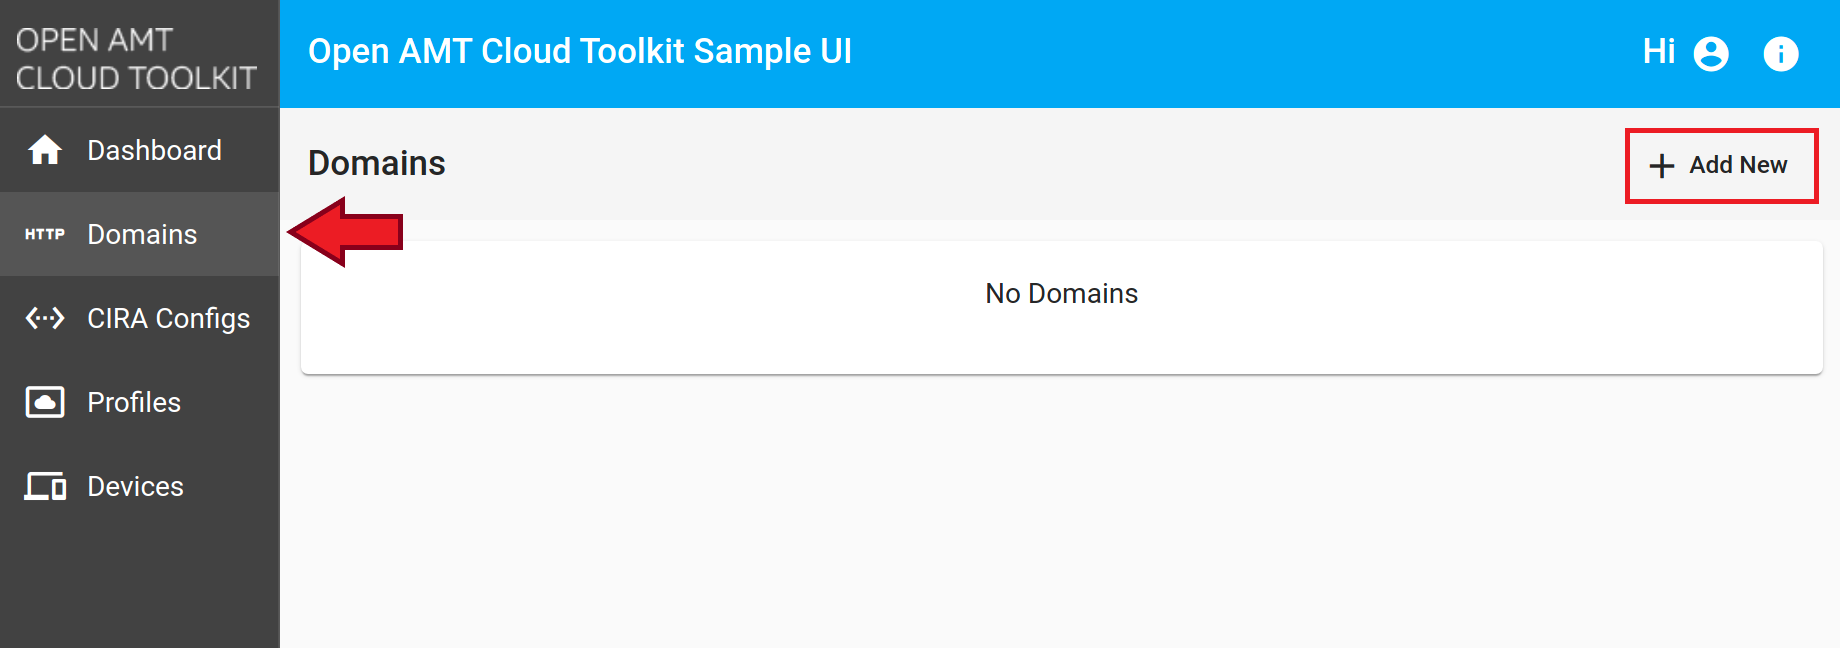 OPEN AMT
CLOUD TOOLKIT
Open AMT Cloud Toolkit Sample UI
Hi
Dashboard
HTTP Domains
CIRA Configs
Profiles
Devices
Domains
Add New
No Domains